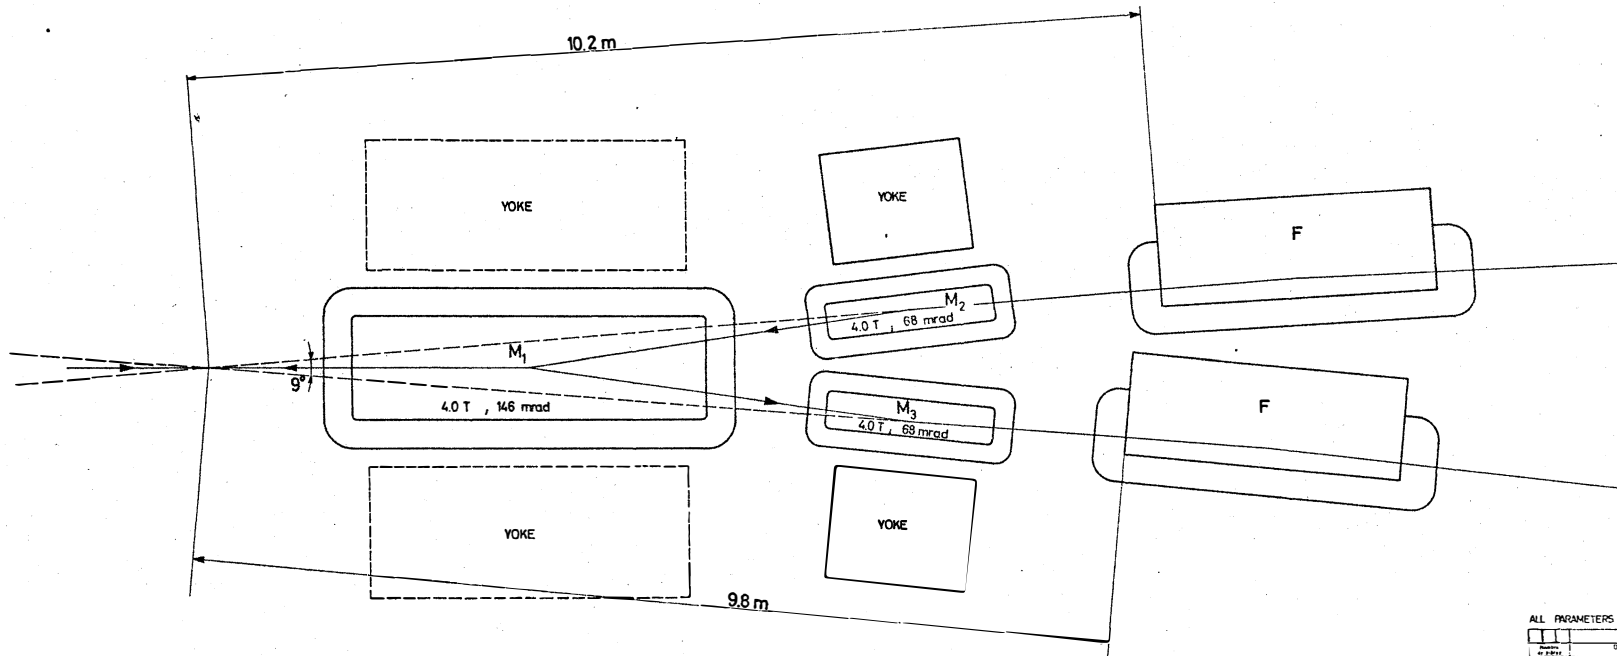 10.2 m
YOKE
YOKE
F
M2
4.0 T , 68 mrad
M1
9°
4.0 T , 146 mrad
M3
4.0 T , 68 mrad
F
YOKE
YOKE
9.8 m
ALL PARAMETERS